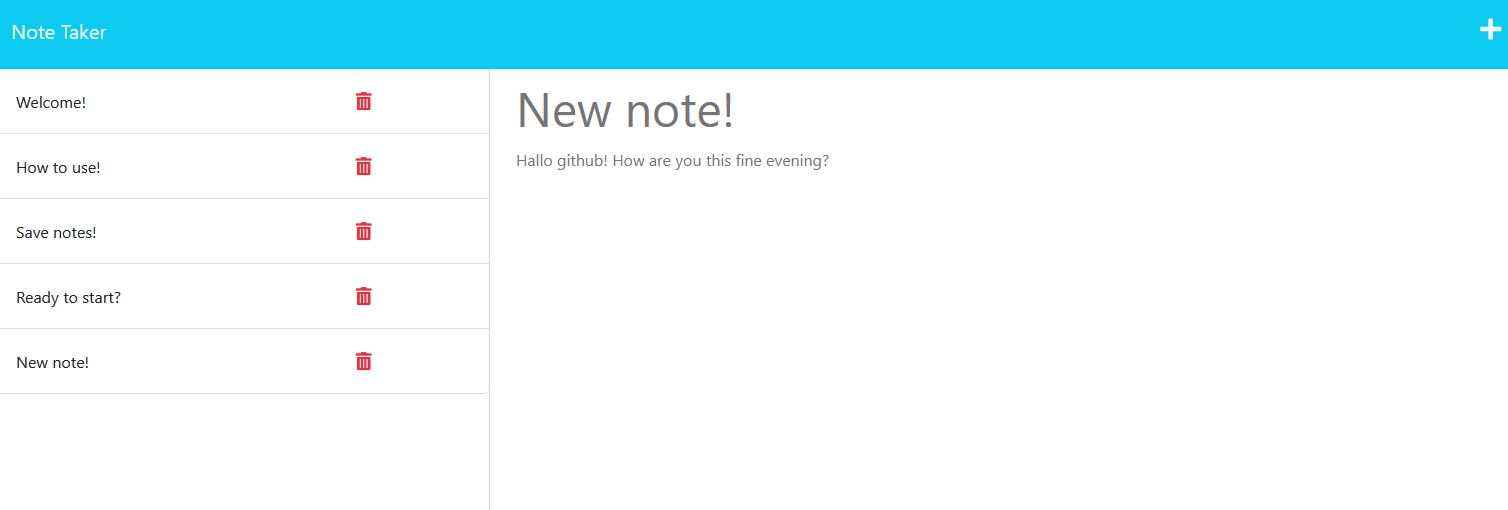 Note Taker
Welcome!
How to use!
Save notes!
Ready to start?
New note!
New note!
Hallo github! How are you this fine evening?